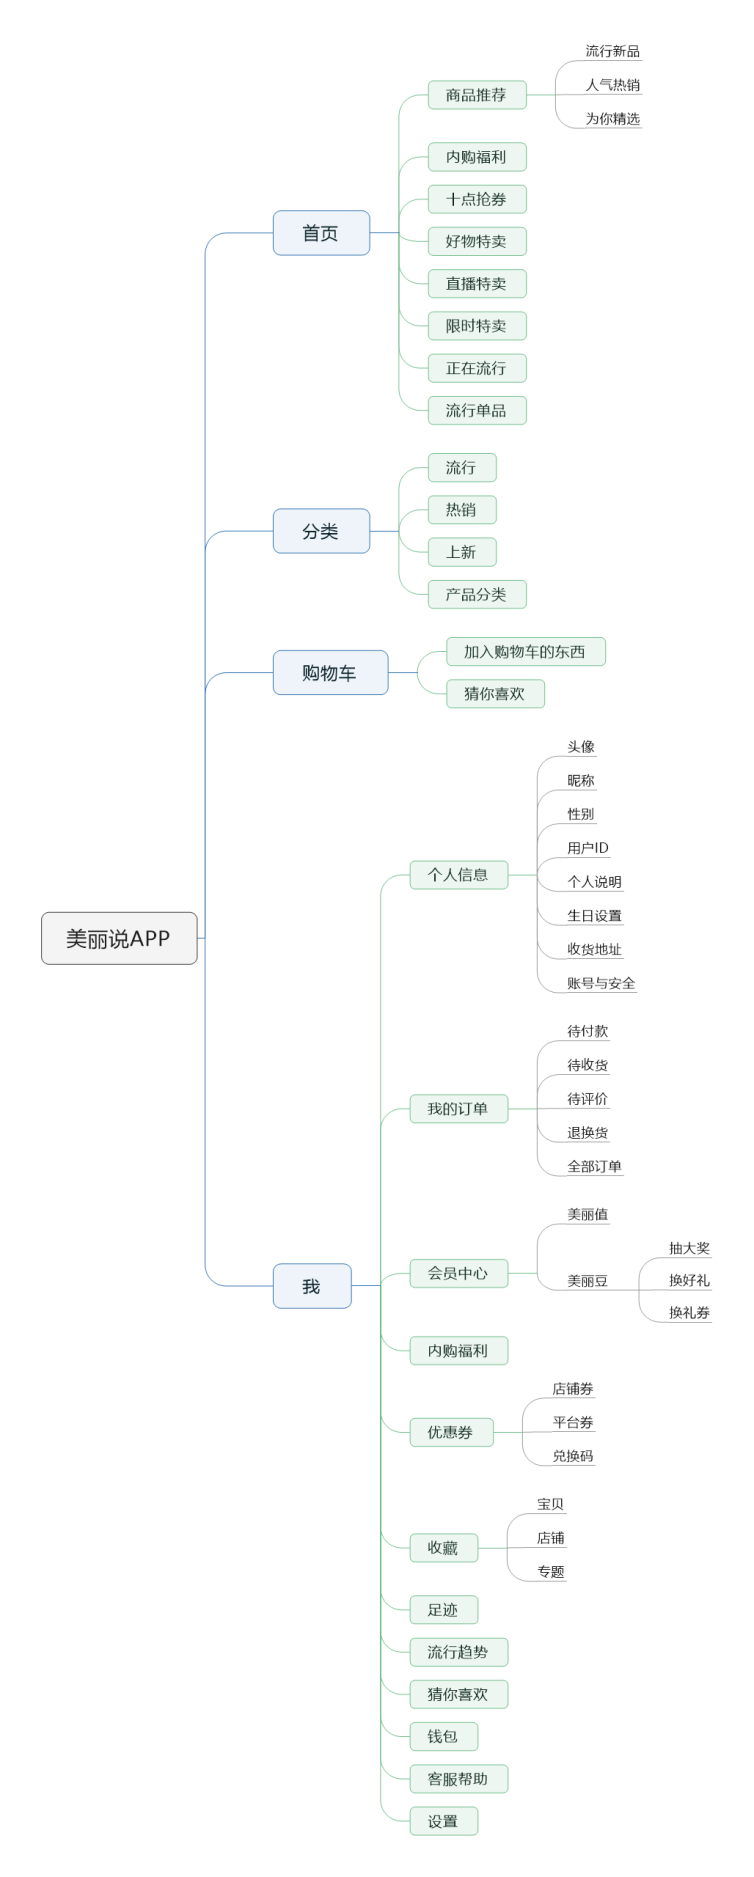 美丽说APP
首页
商品推荐
流行新品
人气热销
为你精选
内购福利
十点抢券
好物特卖
直播特卖
限时特卖
正在流行
流行单品
分类
流行
热销
上新
产品分类
购物车
加入购物车的东西
猜你喜欢
我
个人信息
头像
昵称
性别
用户ID
个人说明
生日设置
收货地址
账号与安全
我的订单
待付款
待收货
待评价
退换货
全部订单
会员中心
美丽值
美丽豆
抽大奖
换好礼
换礼券
内购福利
优惠券
店铺券
平台券
兑换码
收藏
宝贝
店铺
专题
足迹
流行趋势
猜你喜欢
钱包
客服帮助
设置